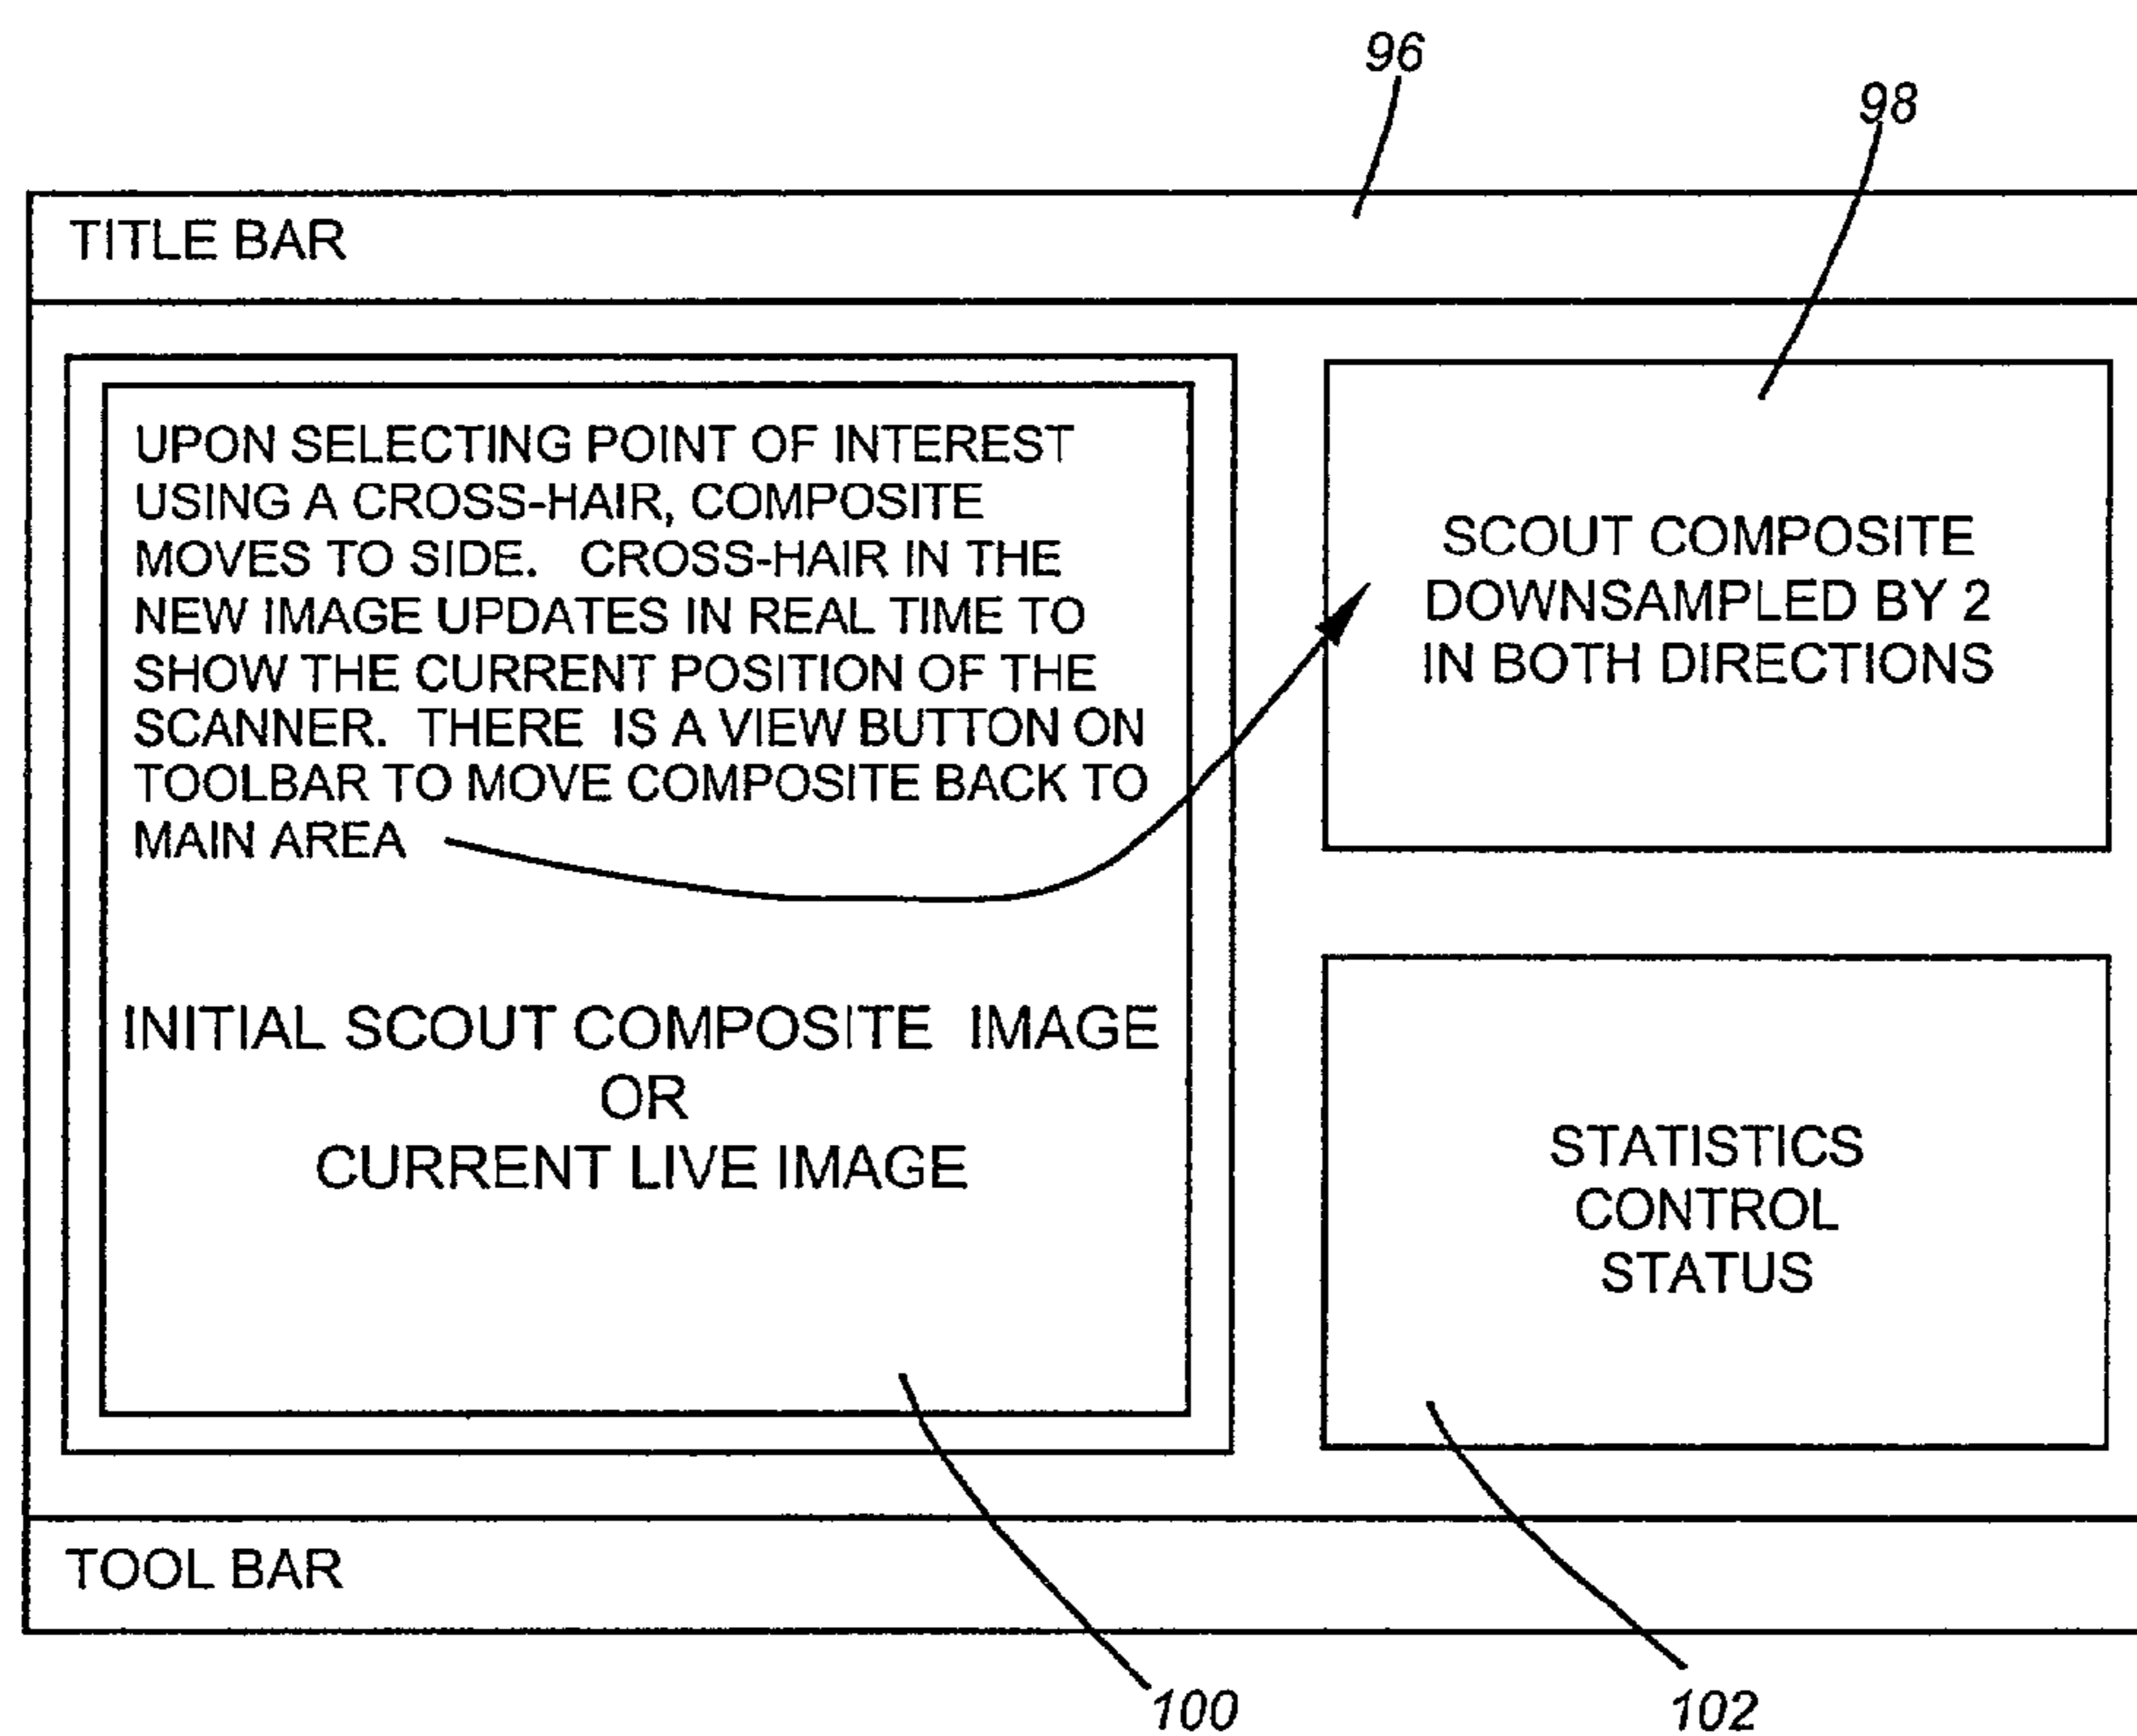 96
98
TITLE BAR
UPON SELECTING POINT OF INTEREST
USING A CROSS-HAIR, COMPOSITE
MOVES TO SIDE. CROSS-HAIR IN THE
NEW IMAGE UPDATES IN REAL TIME TO
SHOW THE CURRENT POSITION OF THE
SCANNER. THERE IS A VIEW BUTTON ON
TOOLBAR TO MOVE COMPOSITE BACK TO
MAIN AREA
INITIAL SCOUT COMPOSITE IMAGE
OR
CURRENT LIVE IMAGE
SCOUT COMPOSITE
DOWNSAMPLED BY 2
IN BOTH DIRECTIONS
STATISTICS
CONTROL
STATUS
TOOL BAR
100
102